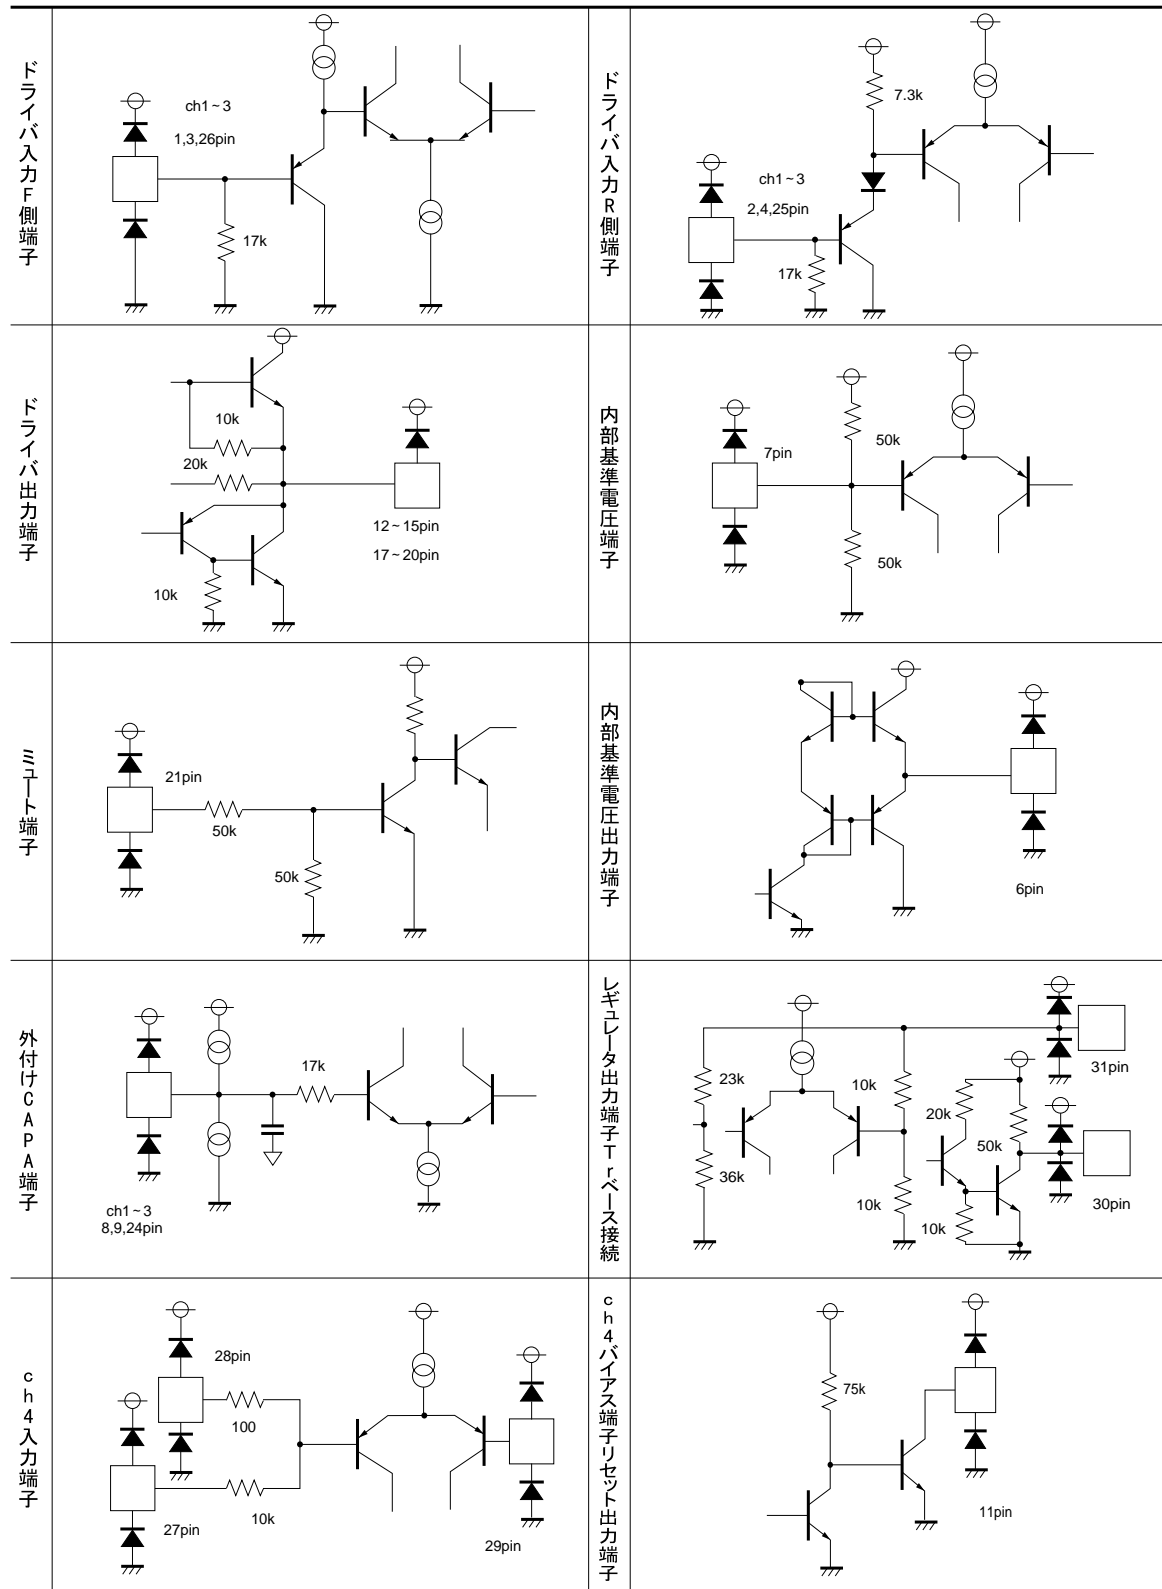 ドライバ入力F側端子
ch1~3
1,3,26pin
17k
ドライバ入力R側端子
7.3k
ch1~3
2,4,25pin
17k
ドライバ出力端子
10k
20k
12~15pin
17~20pin
10k
内部基準電圧端子
7pin
50k
50k
ミュート端子
21pin
50k
50k
内部基準電圧出力端子
6pin
外付けCAPA端子
17k
ch1~3
8,9,24pin
レギュレータ出力端子Trベース接続
23k
36k
10k
10k
20k
50k
10k
31pin
30pin
ch4入力端子
28pin
100
10k
27pin
29pin
ch4バイアス端子リセット出力端子
75k
11pin